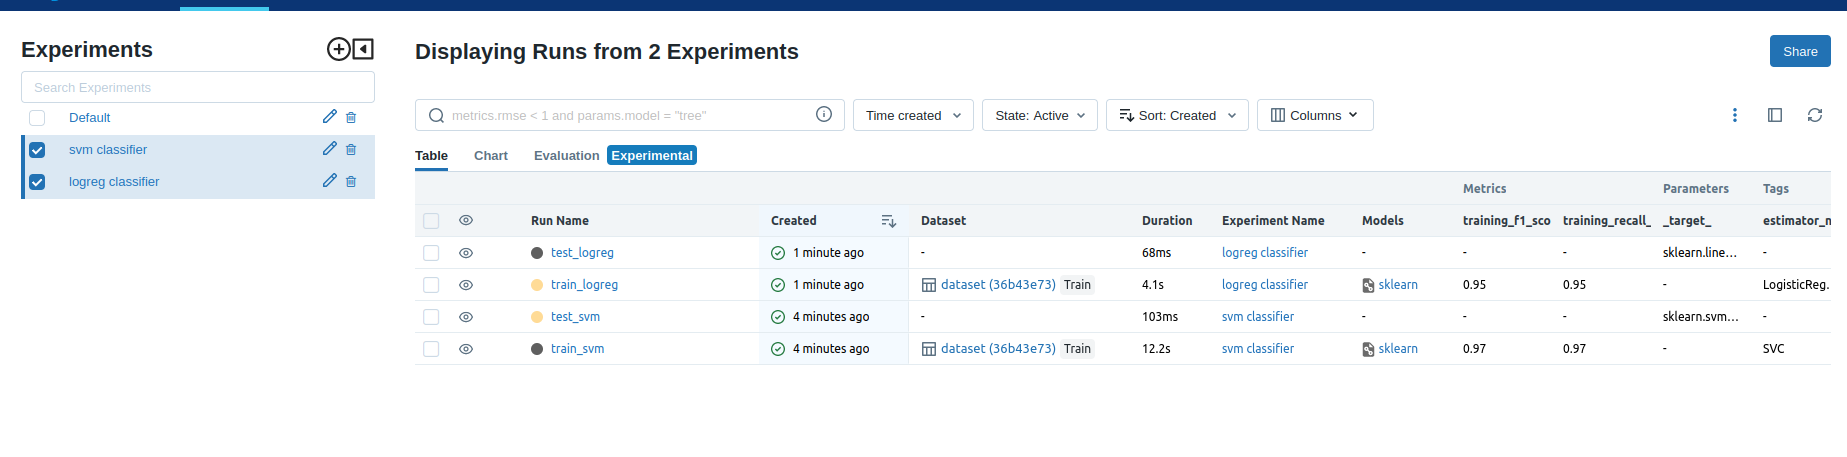 Experiments
Search Experiments
Default
svm classifier
logreg classifier
Displaying Runs from 2 Experiments
Share
metrics.rmse < 1 and params.model = "tree"
Time created
State: Active
Sort: Created
Columns
Table Chart Evaluation Experimental
Metrics Parameters Tags
Run Name Created Dataset Duration Experiment Name Models training_f1_sco training_recall_ _target_ estimator_n
test_logreg 1 minute ago - 68ms logreg classifier - - - sklearn.line... -
train_logreg 1 minute ago dataset (36b43e73) Train 4.1s logreg classifier sklearn 0.95 0.95 - LogisticReg.
test_svm 4 minutes ago - 103ms svm classifier - - - sklearn.svm... -
train_svm 4 minutes ago dataset (36b43e73) Train 12.2s svm classifier sklearn 0.97 0.97 - SVC